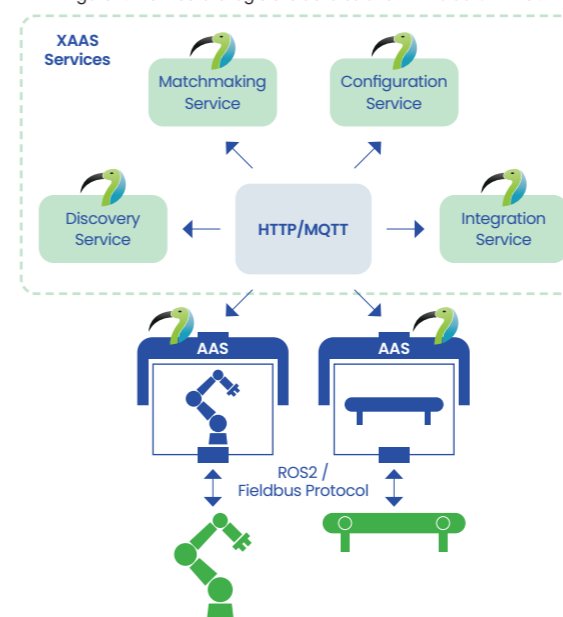 XAAS
Services
Matchmaking
Service
Configuration
Service
Discovery
Service
HTTP/MQTT
Integration
Service
AAS
AAS
ROS2 /
Fieldbus Protocol